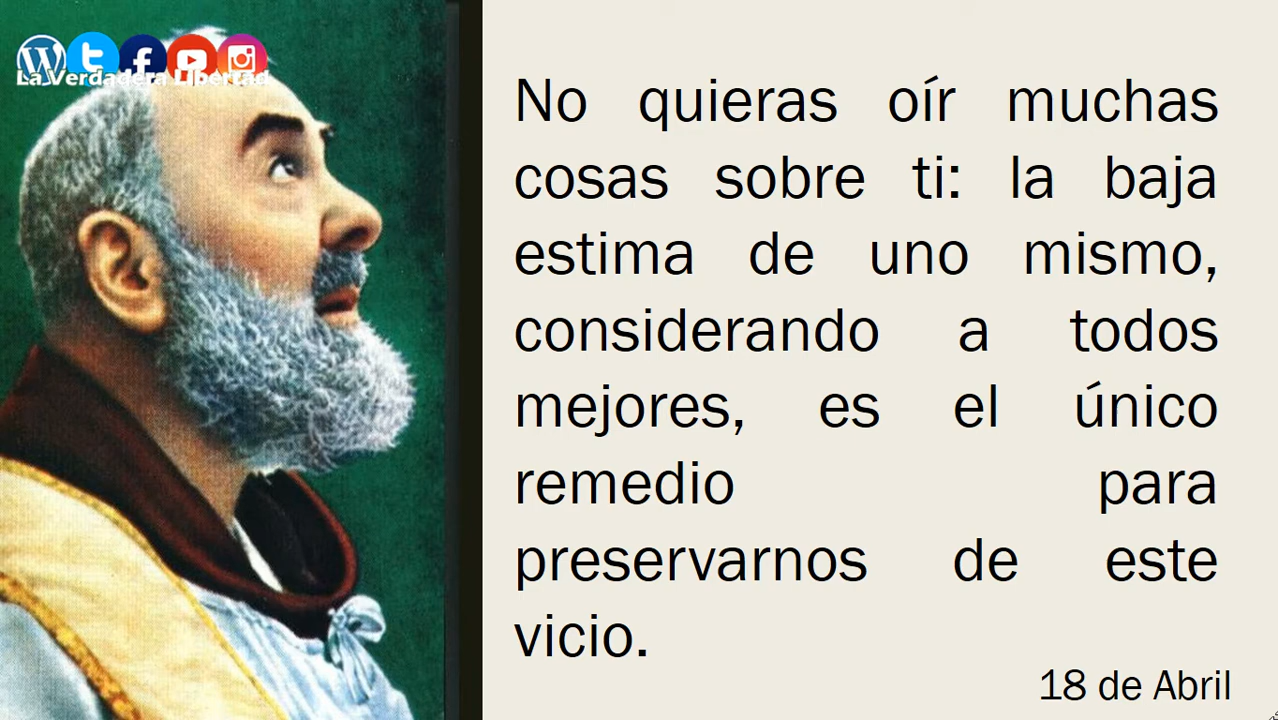 La Verdadera Libertad
No quieras oír muchas
cosas sobre ti: la baja
estima de uno mismo,
considerando a todos
mejores, es el único
remedio para
preservarnos de este
vicio.
18 de Abril